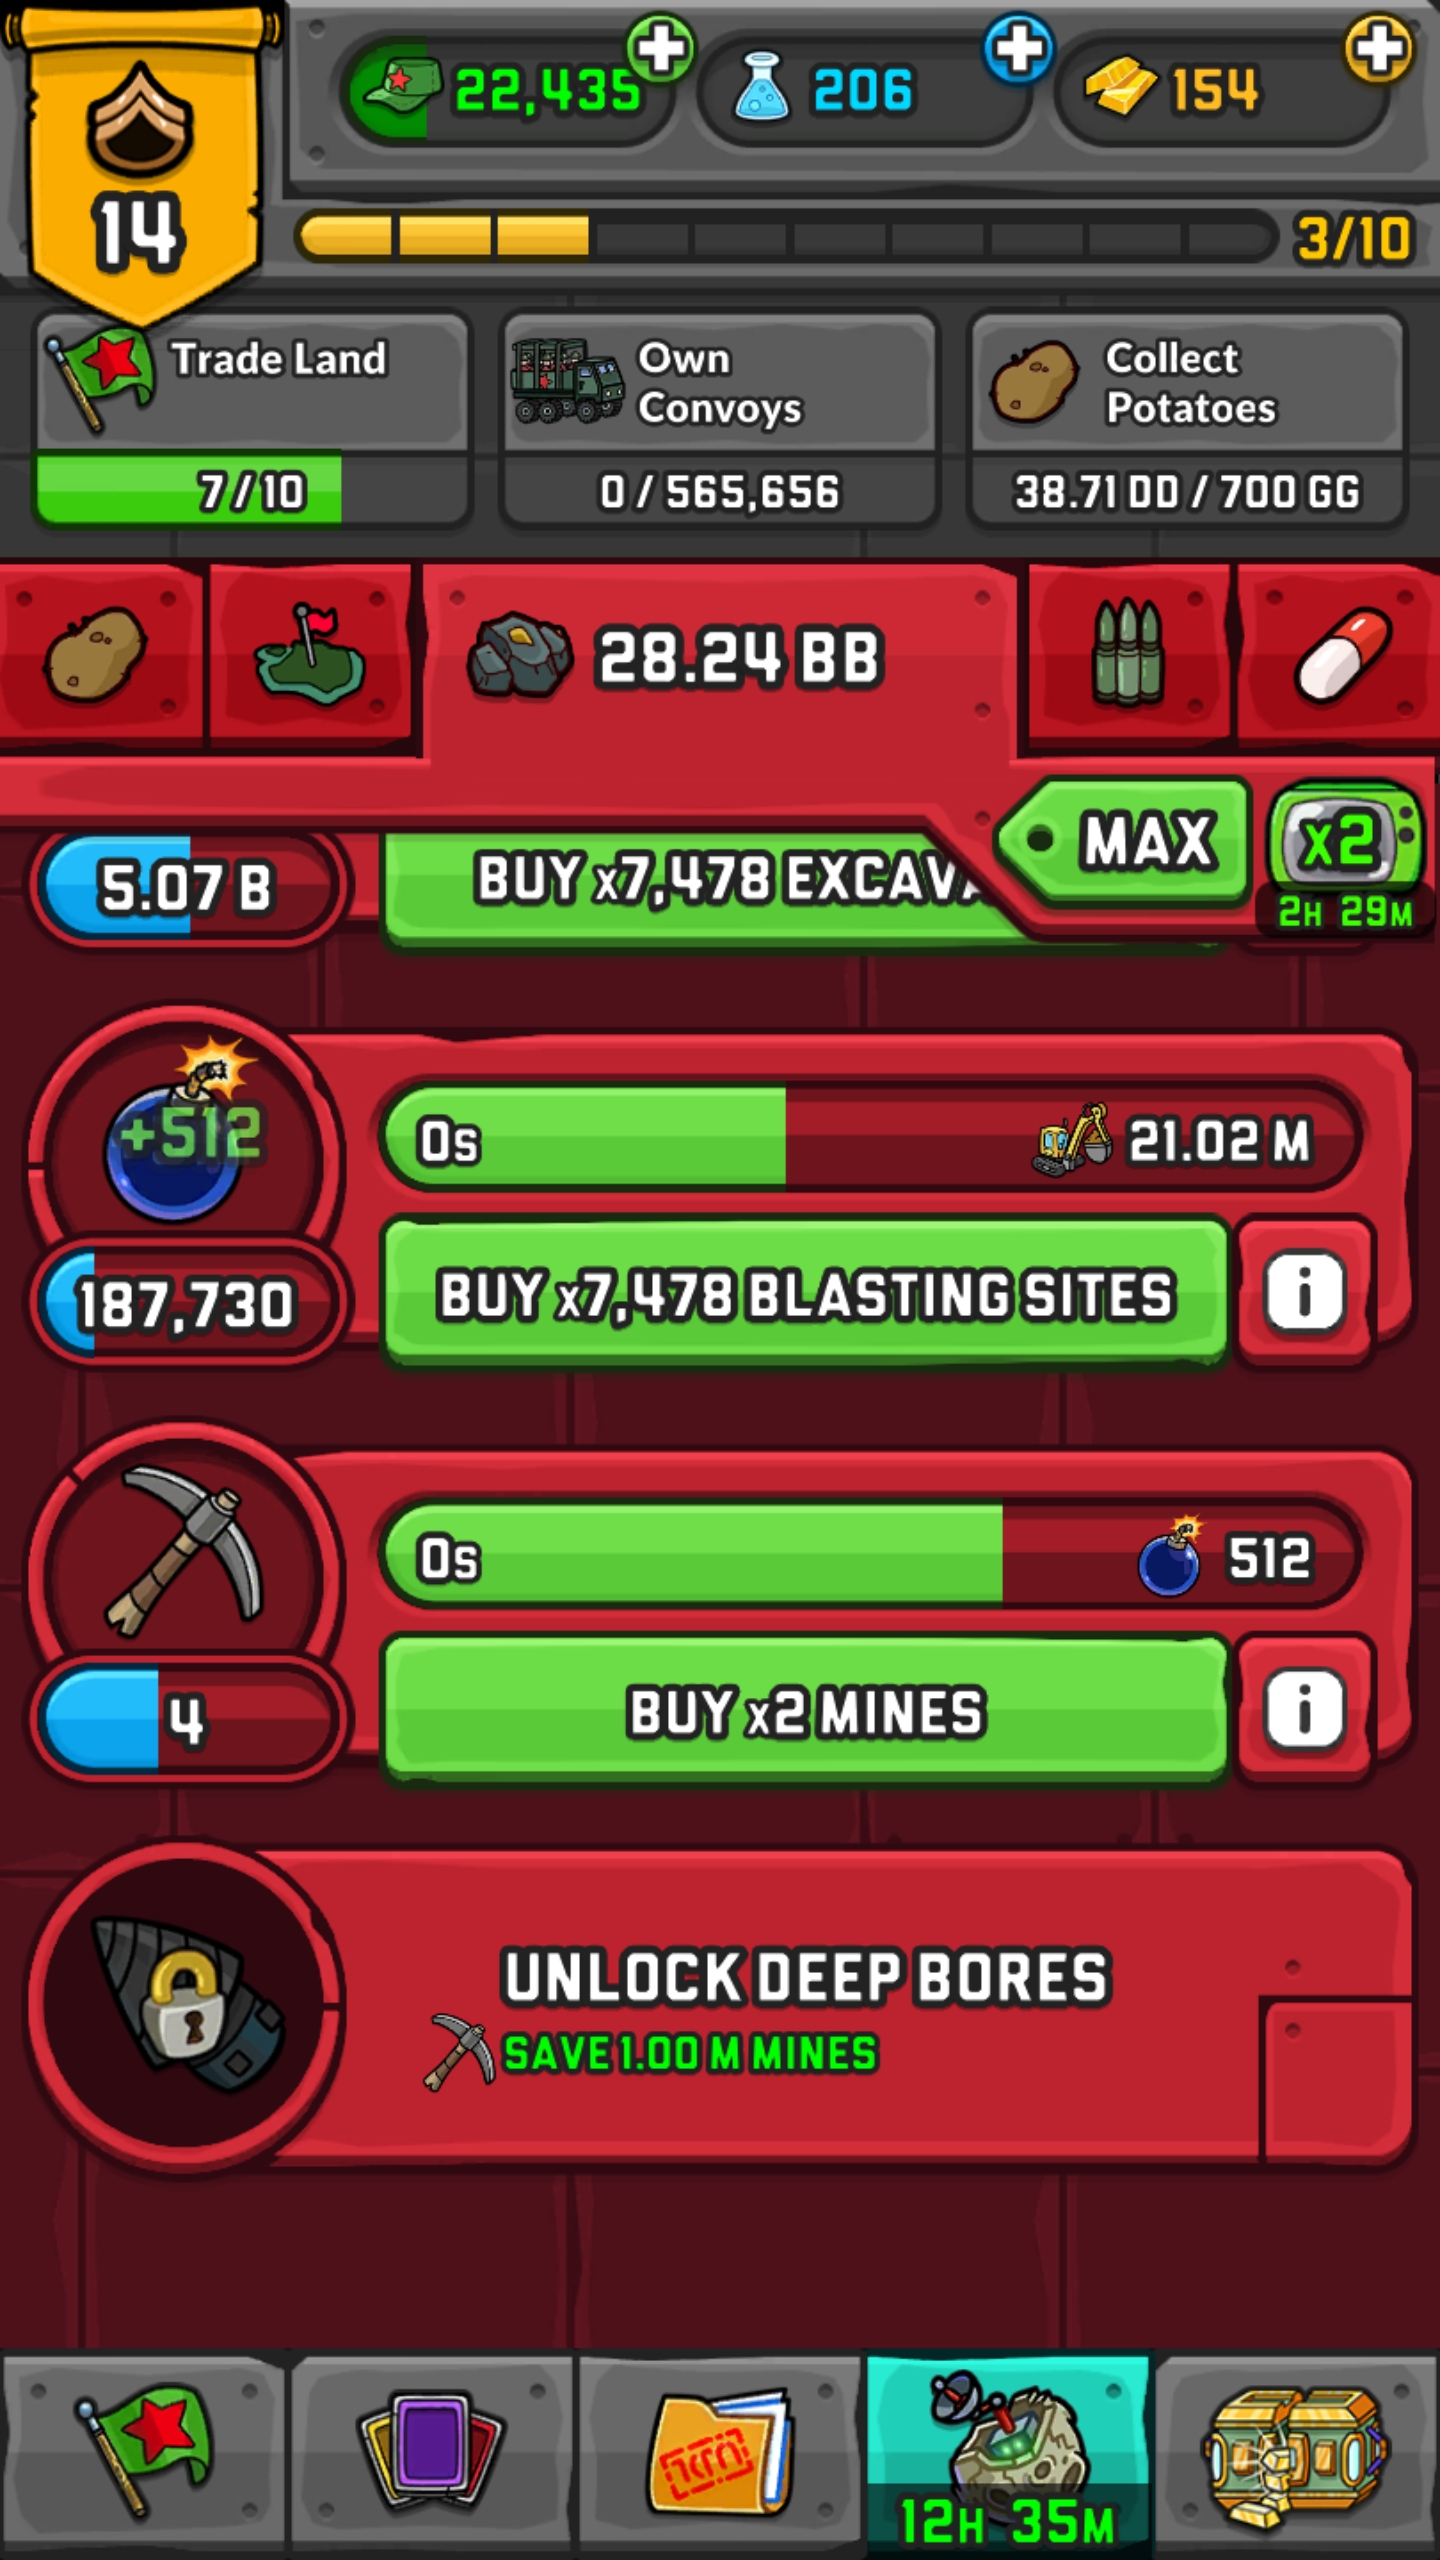 22,435
206
154
14
3/10
Trade Land
7/10
Own
Convoys
0 / 565,656
Collect
Potatoes
38.71 DD / 700 GG
28.24 BB
MAX
x2
2H 29M
5.07 B
BUY x7,478 EXCAVA
+512
0s
21.02 M
187,730
BUY x7,478 BLASTING SITES
i
0s
512
4
BUY x2 MINES
i
UNLOCK DEEP BORES
SAVE 1.00 M MINES
12H 35M